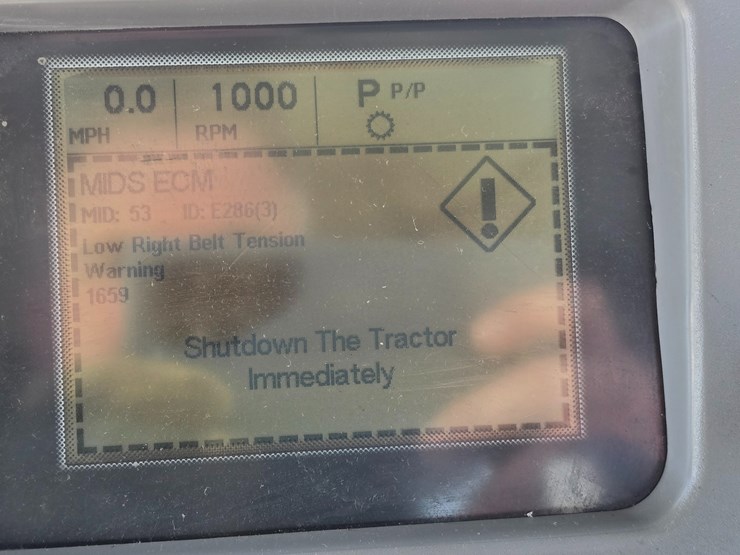 0.0 1000 P P/P
MPH RPM
MIDS ECM
MID: 53 ID: E286(3)
Low Right Belt Tension
Warning
1659
Shutdown The Tractor
Immediately